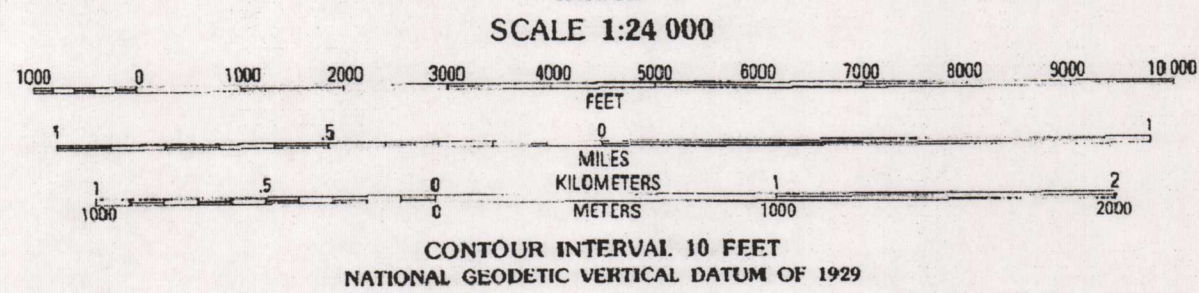 SCALE 1:24 000
1000 0 1000 2000 3000 4000 5000 6000 7000 8000 9000 10 000
FEET
1 .5 0 1
MILES
1 .5 0 KILOMETERS 1 2
1000 0 METERS 1000 2000
CONTOUR INTERVAL 10 FEET
NATIONAL GEODETIC VERTICAL DATUM OF 1929